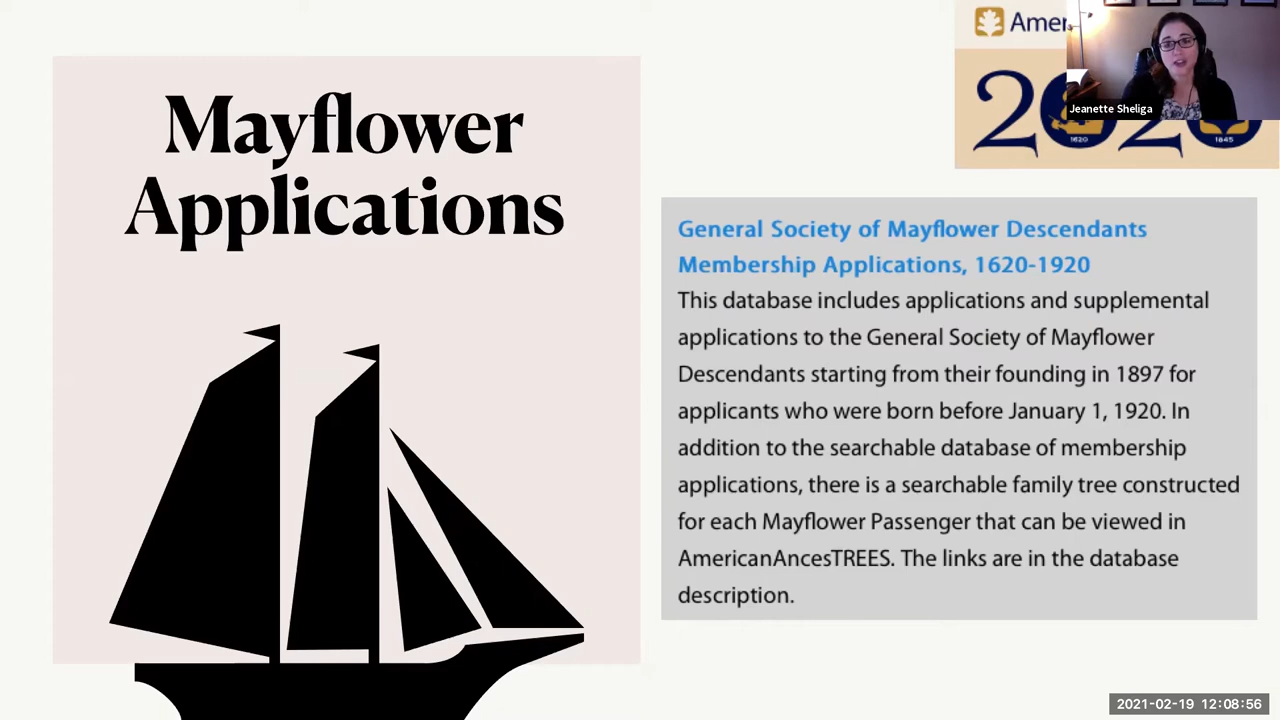 Mayflower
Applications
Amer
2020
1620
1845
Jeanette Sheliga
General Society of Mayflower Descendants
Membership Applications, 1620-1920
This database includes applications and supplemental
applications to the General Society of Mayflower
Descendants starting from their founding in 1897 for
applicants who were born before January 1, 1920. In
addition to the searchable database of membership
applications, there is a searchable family tree constructed
for each Mayflower Passenger that can be viewed in
AmericanAncesTREES. The links are in the database
description.
2021-02-19 12:08:56